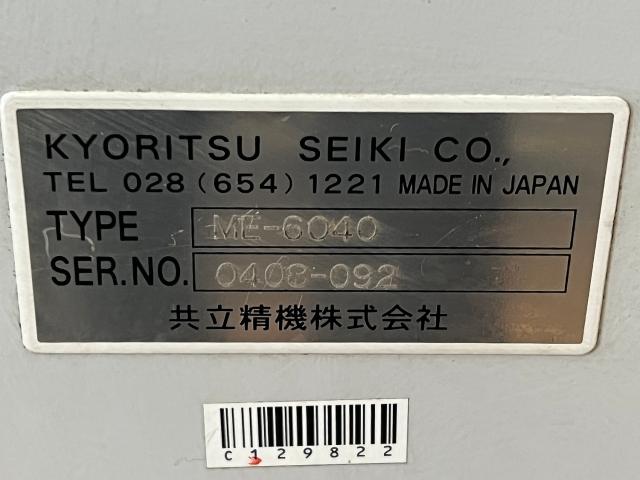 KYORITSU SEIKI CO.,
TEL 028 (654) 1221 MADE IN JAPAN
TYPE ME-6040
SER.NO. 0408-092
共立精機株式会社
C129822